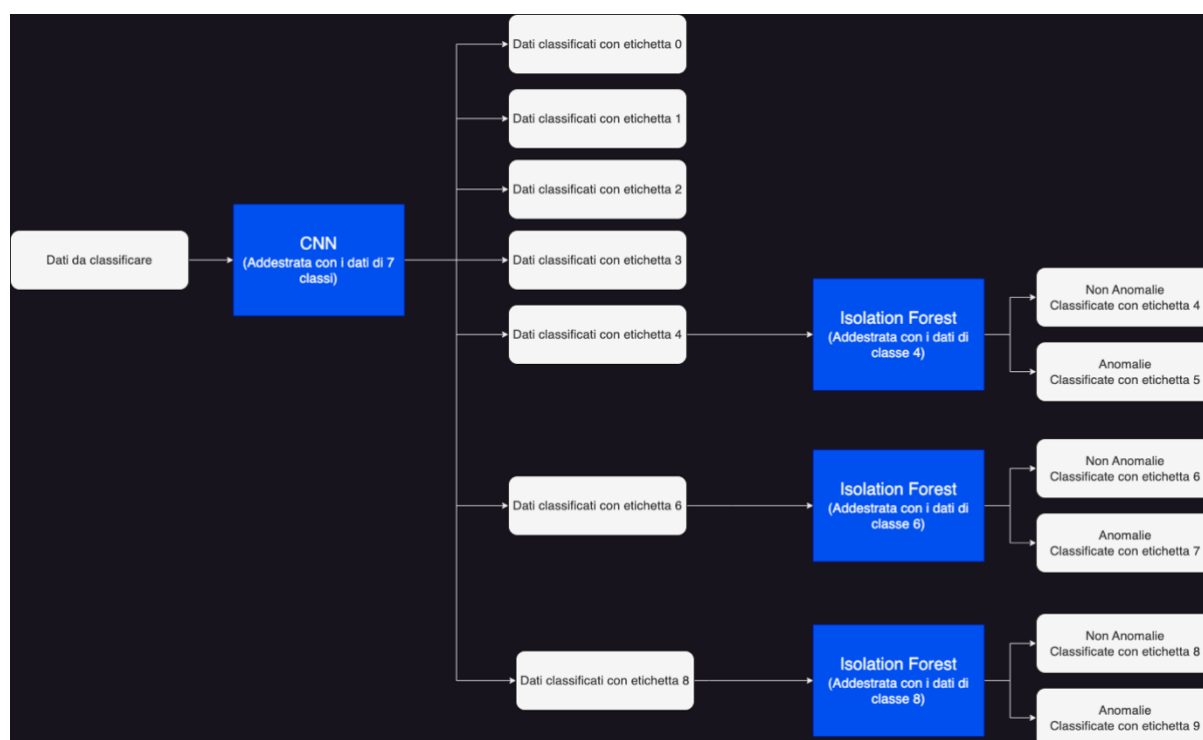 Dati da classificare
CNN
(Addestrata con i dati di 7
classi)
Dati classificati con etichetta 0
Dati classificati con etichetta 1
Dati classificati con etichetta 2
Dati classificati con etichetta 3
Dati classificati con etichetta 4
Isolation Forest
(Addestrata con i dati di
classe 4)
Non Anomalie
Classificate con etichetta 4
Anomalie
Classificate con etichetta 5
Dati classificati con etichetta 6
Isolation Forest
(Addestrata con i dati di
classe 6)
Non Anomalie
Classificate con etichetta 6
Anomalie
Classificate con etichetta 7
Dati classificati con etichetta 8
Isolation Forest
(Addestrata con i dati di
classe 8)
Non Anomalie
Classificate con etichetta 8
Anomalie
Classificate con etichetta 9